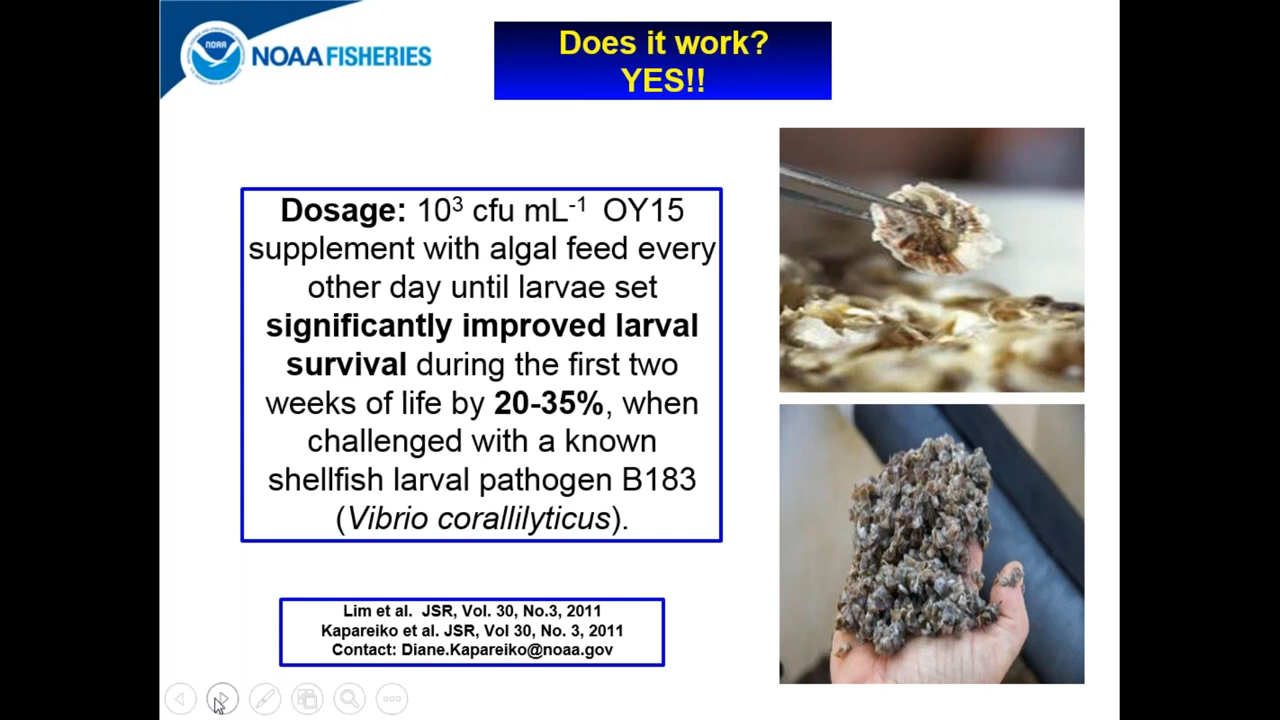 NOAA
NOAA FISHERIES
Does it work?
YES!!
Dosage: 10³ cfu mL⁻¹ OY15
supplement with algal feed every
other day until larvae set
significantly improved larval
survival during the first two
weeks of life by 20-35%, when
challenged with a known
shellfish larval pathogen B183
(Vibrio corallilyticus).
Lim et al. JSR, Vol. 30, No.3, 2011
Kapareiko et al. JSR, Vol 30, No. 3, 2011
Contact: Diane.Kapareiko@noaa.gov